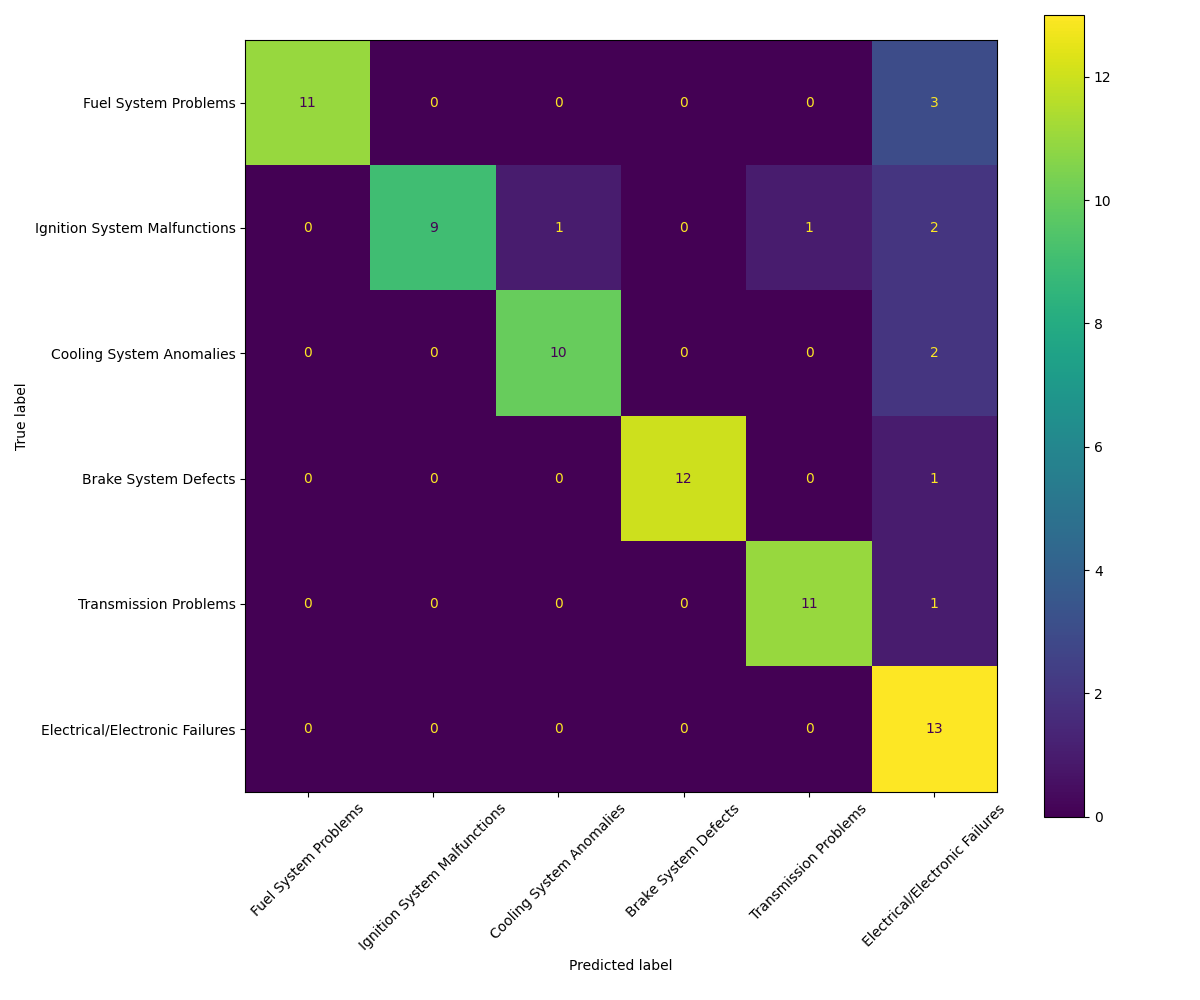 Fuel System Problems 11 0 0 0 0 3
Ignition System Malfunctions 0 9 1 0 1 2
Cooling System Anomalies 0 0 10 0 0 2
Brake System Defects 0 0 0 12 0 1
Transmission Problems 0 0 0 0 11 1
Electrical/Electronic Failures 0 0 0 0 0 13
True label
Fuel System Problems
Ignition System Malfunctions
Cooling System Anomalies
Brake System Defects
Transmission Problems
Electrical/Electronic Failures
Predicted label
12
10
8
6
4
2
0